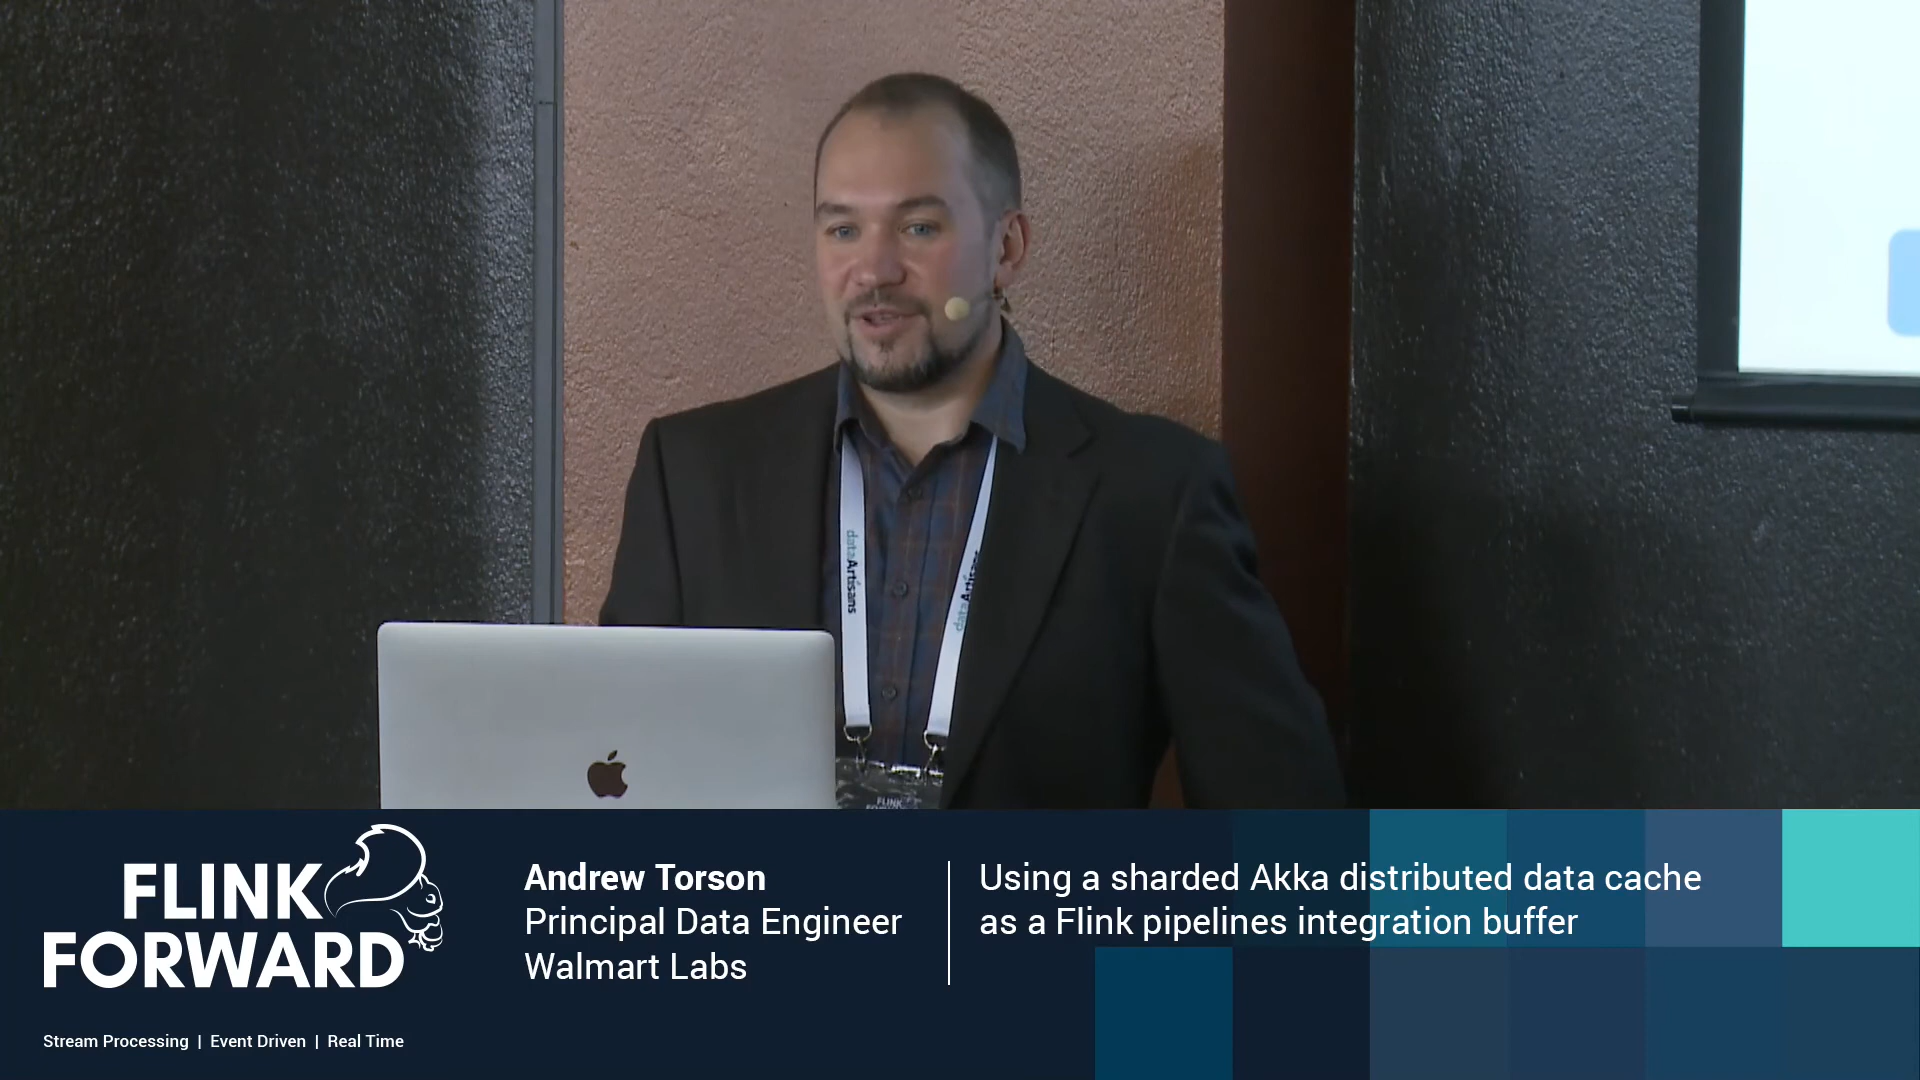 dataArtisans
dataArtisans
FLINK
FLINK
FORWARD
Stream Processing | Event Driven | Real Time
Andrew Torson
Principal Data Engineer
Walmart Labs
Using a sharded Akka distributed data cache
as a Flink pipelines integration buffer